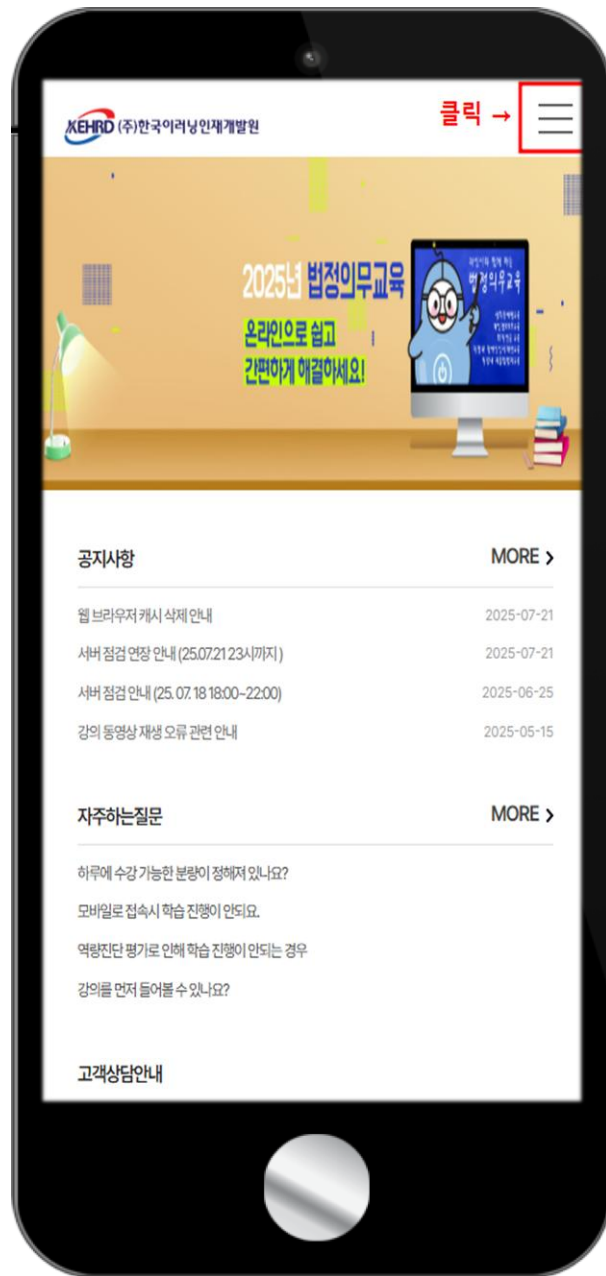 KEHRD (주)한국이러닝인재개발원
클릭 →
2025년 법정의무교육
온라인으로 쉽고
간편하게 해결하세요!
법정의무교육
공지사항 MORE >
웹 브라우저 캐시 삭제 안내 2025-07-21
서버 점검 연장 안내 (25.07.21 23시까지 ) 2025-07-21
서버 점검 안내 (25. 07. 18 18:00~22:00) 2025-06-25
강의 동영상 재생 오류 관련 안내 2025-05-15
자주하는질문 MORE >
하루에 수강 가능한 분량이 정해져 있나요?
모바일로 접속시 학습 진행이 안되요.
역량진단 평가로 인해 학습 진행이 안되는 경우
강의를 먼저 들어볼 수 있나요?
고객상담안내